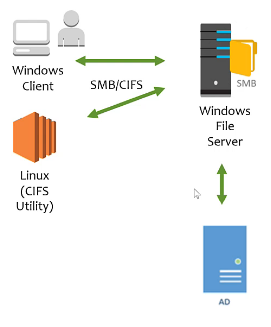 Windows
Client
SMB/CIFS
SMB
Windows
File
Server
Linux
(CIFS
Utility)
AD